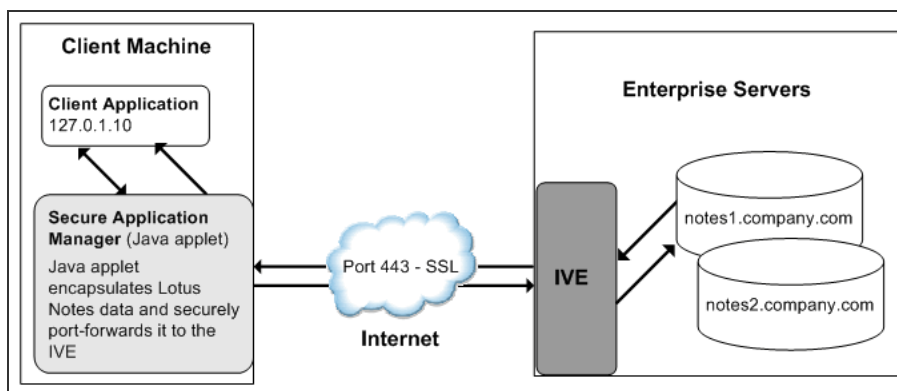 Client Machine
Client Application
127.0.1.10
Secure Application
Manager (Java applet)
Java applet
encapsulates Lotus
Notes data and securely
port-forwards it to the
IVE
Port 443 - SSL
Internet
Enterprise Servers
IVE
notes1.company.com
notes2.company.com